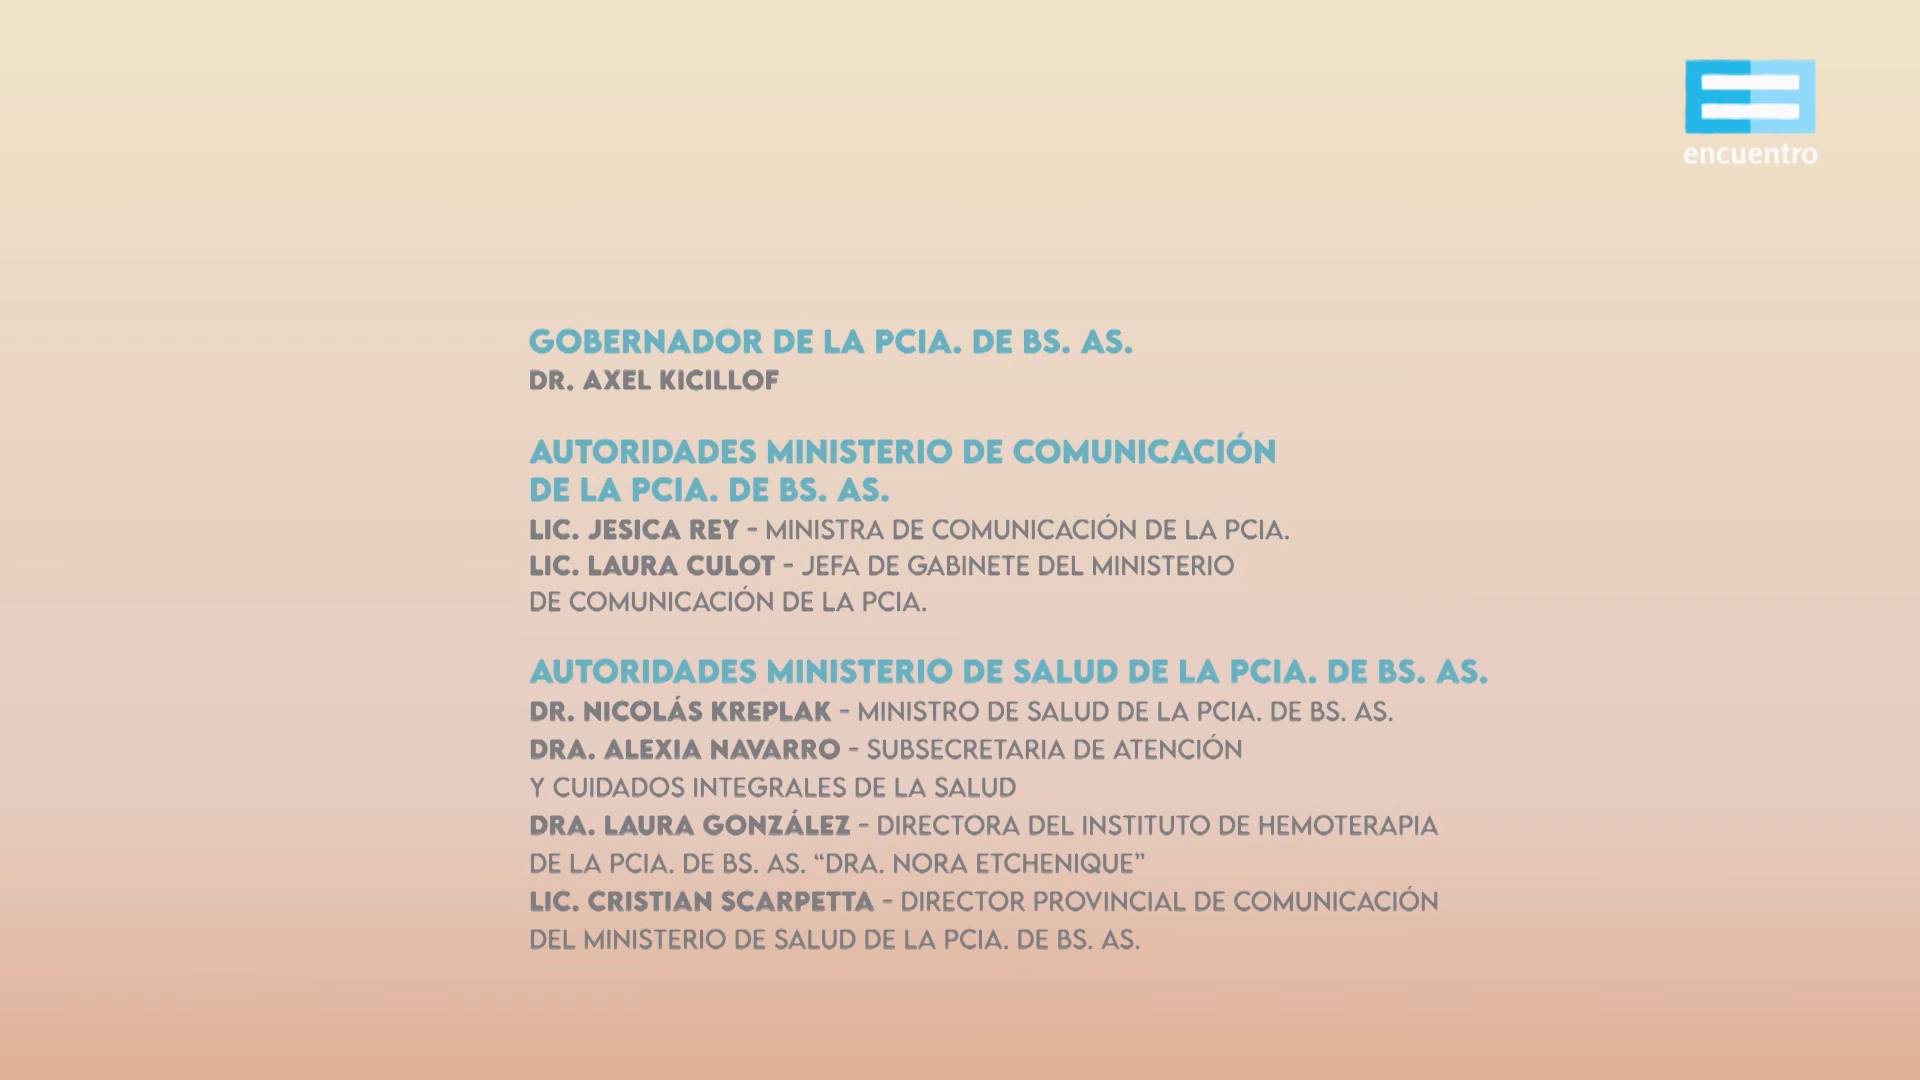 encuentro
GOBERNADOR DE LA PCIA. DE BS. AS.
DR. AXEL KICILLOF
AUTORIDADES MINISTERIO DE COMUNICACIÓN
DE LA PCIA. DE BS. AS.
LIC. JESICA REY - MINISTRA DE COMUNICACIÓN DE LA PCIA.
LIC. LAURA CULOT - JEFA DE GABINETE DEL MINISTERIO
DE COMUNICACIÓN DE LA PCIA.
AUTORIDADES MINISTERIO DE SALUD DE LA PCIA. DE BS. AS.
DR. NICOLÁS KREPLAK - MINISTRO DE SALUD DE LA PCIA. DE BS. AS.
DRA. ALEXIA NAVARRO - SUBSECRETARIA DE ATENCIÓN
Y CUIDADOS INTEGRALES DE LA SALUD
DRA. LAURA GONZÁLEZ - DIRECTORA DEL INSTITUTO DE HEMOTERAPIA
DE LA PCIA. DE BS. AS. “DRA. NORA ETCHENIQUE”
LIC. CRISTIAN SCARPETTA - DIRECTOR PROVINCIAL DE COMUNICACIÓN
DEL MINISTERIO DE SALUD DE LA PCIA. DE BS. AS.